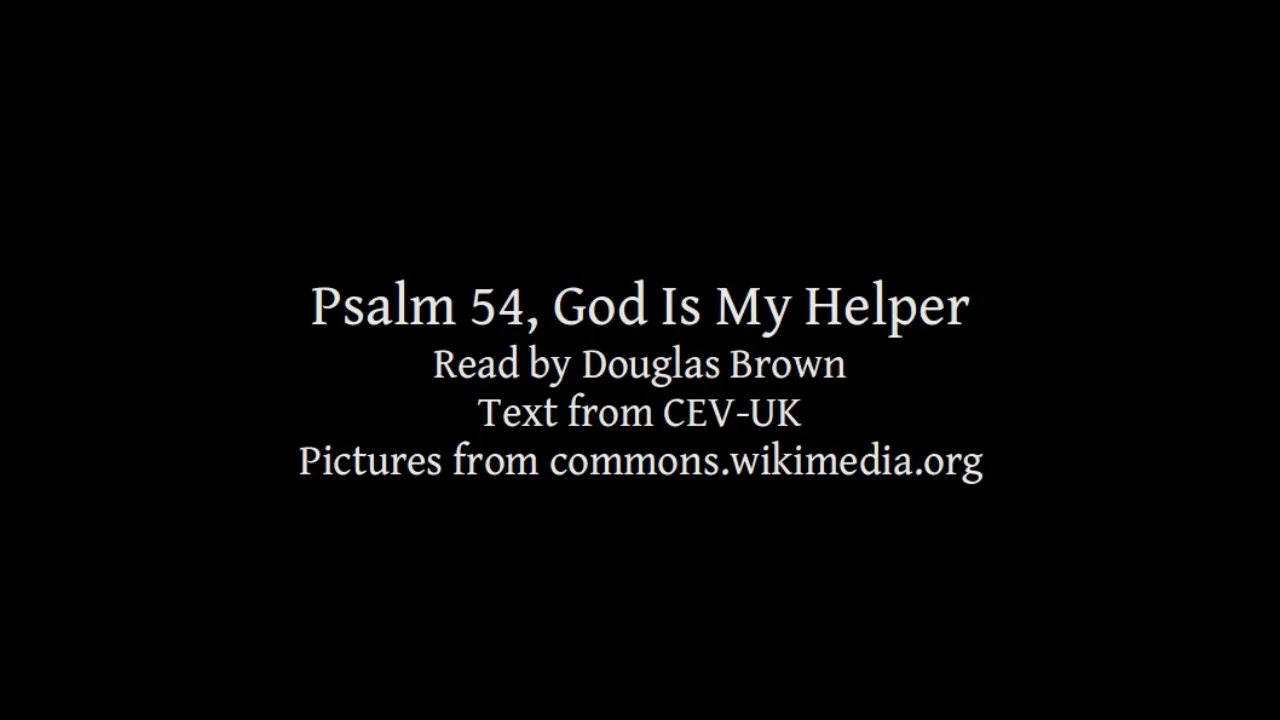 Psalm 54, God Is My Helper
Read by Douglas Brown
Text from CEV-UK
Pictures from commons.wikimedia.org